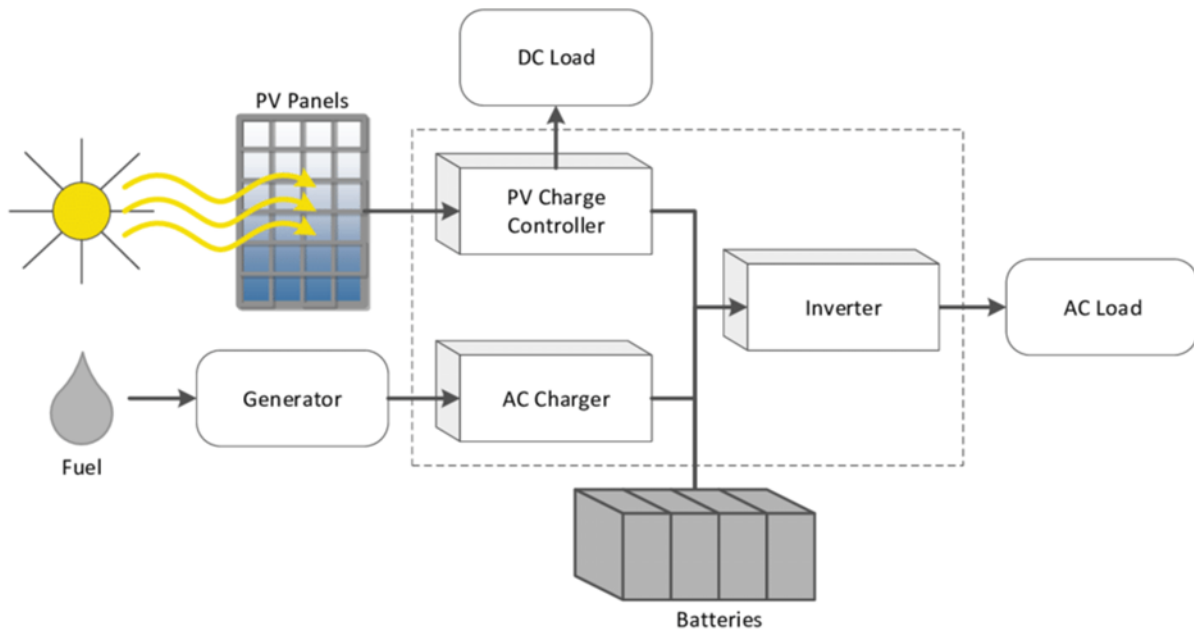 DC Load
PV Panels
PV Charge
Controller
Inverter
AC Load
Generator
AC Charger
Fuel
Batteries